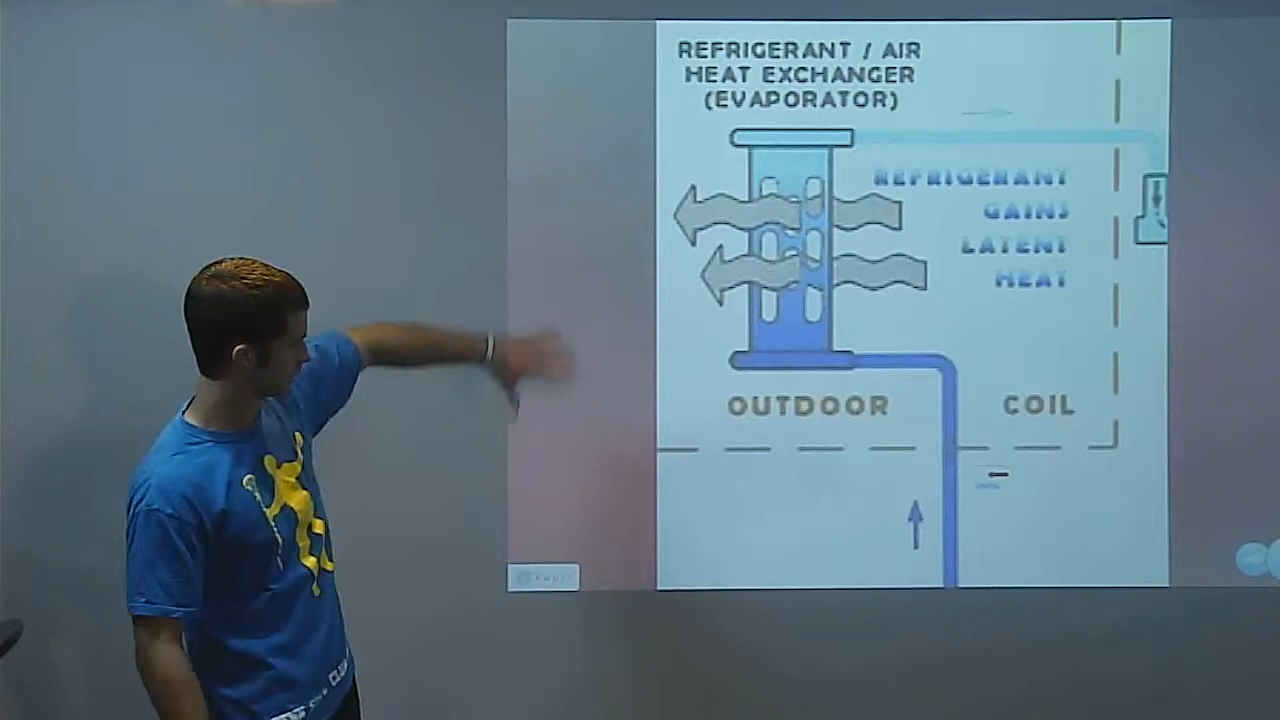 REFRIGERANT / AIR
HEAT EXCHANGER
(EVAPORATOR)
REFRIGERANT
GAINS
LATENT
HEAT
OUTDOOR COIL